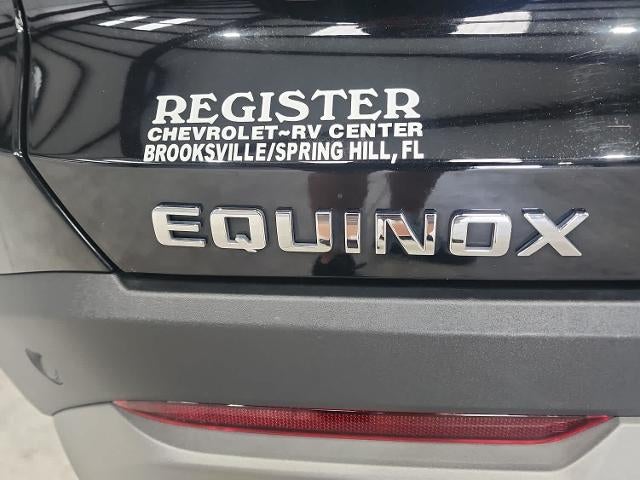 REGISTER
CHEVROLET~RV CENTER
BROOKSVILLE/SPRING HILL, FL
EQUINOX